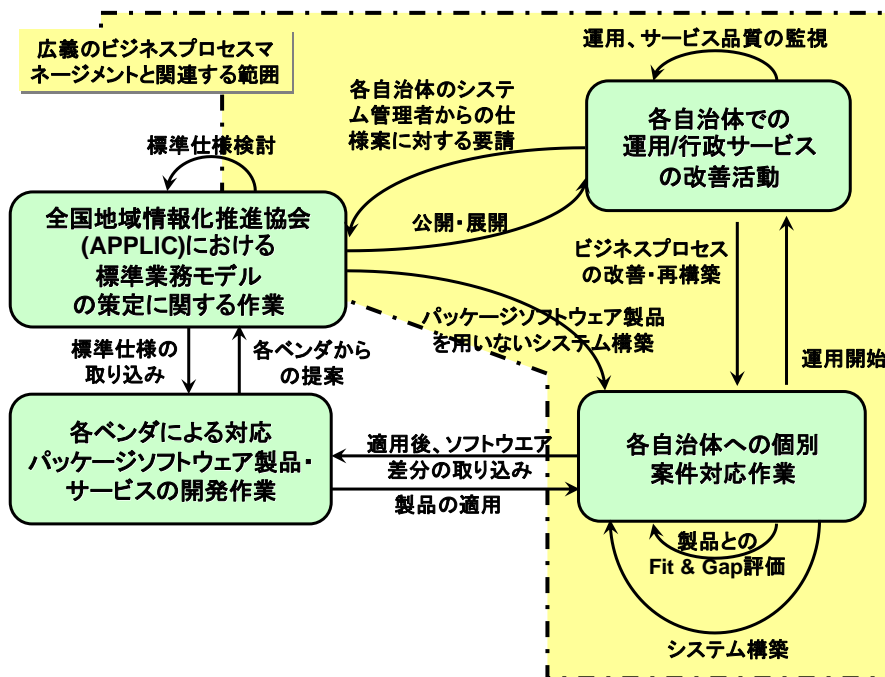 広義のビジネスプロセスマ
ネージメントと関連する範囲
運用、サービス品質の監視
各自治体のシステ
ム管理者からの仕
様案に対する要請
各自治体での
運用/行政サービス
の改善活動
標準仕様検討
全国地域情報化推進協会
(APPLIC)における
標準業務モデル
の策定に関する作業
公開・展開
ビジネスプロセス
の改善・再構築
パッケージソフトウェア製品
を用いないシステム構築
運用開始
標準仕様の
取り込み
各ベンダから
の提案
各ベンダによる対応
パッケージソフトウェア製品・
サービスの開発作業
適用後、ソフトウエア
差分の取り込み
製品の適用
各自治体への個別
案件対応作業
製品との
Fit & Gap評価
システム構築